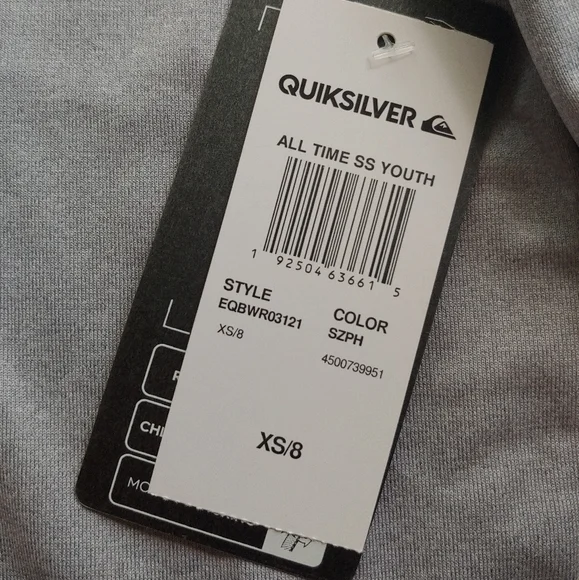 QUIKSILVER
ALL TIME SS YOUTH
1 92504 63661 5
STYLE COLOR
EQBWR03121 SZPH
XS/8 4500739951
XS/8